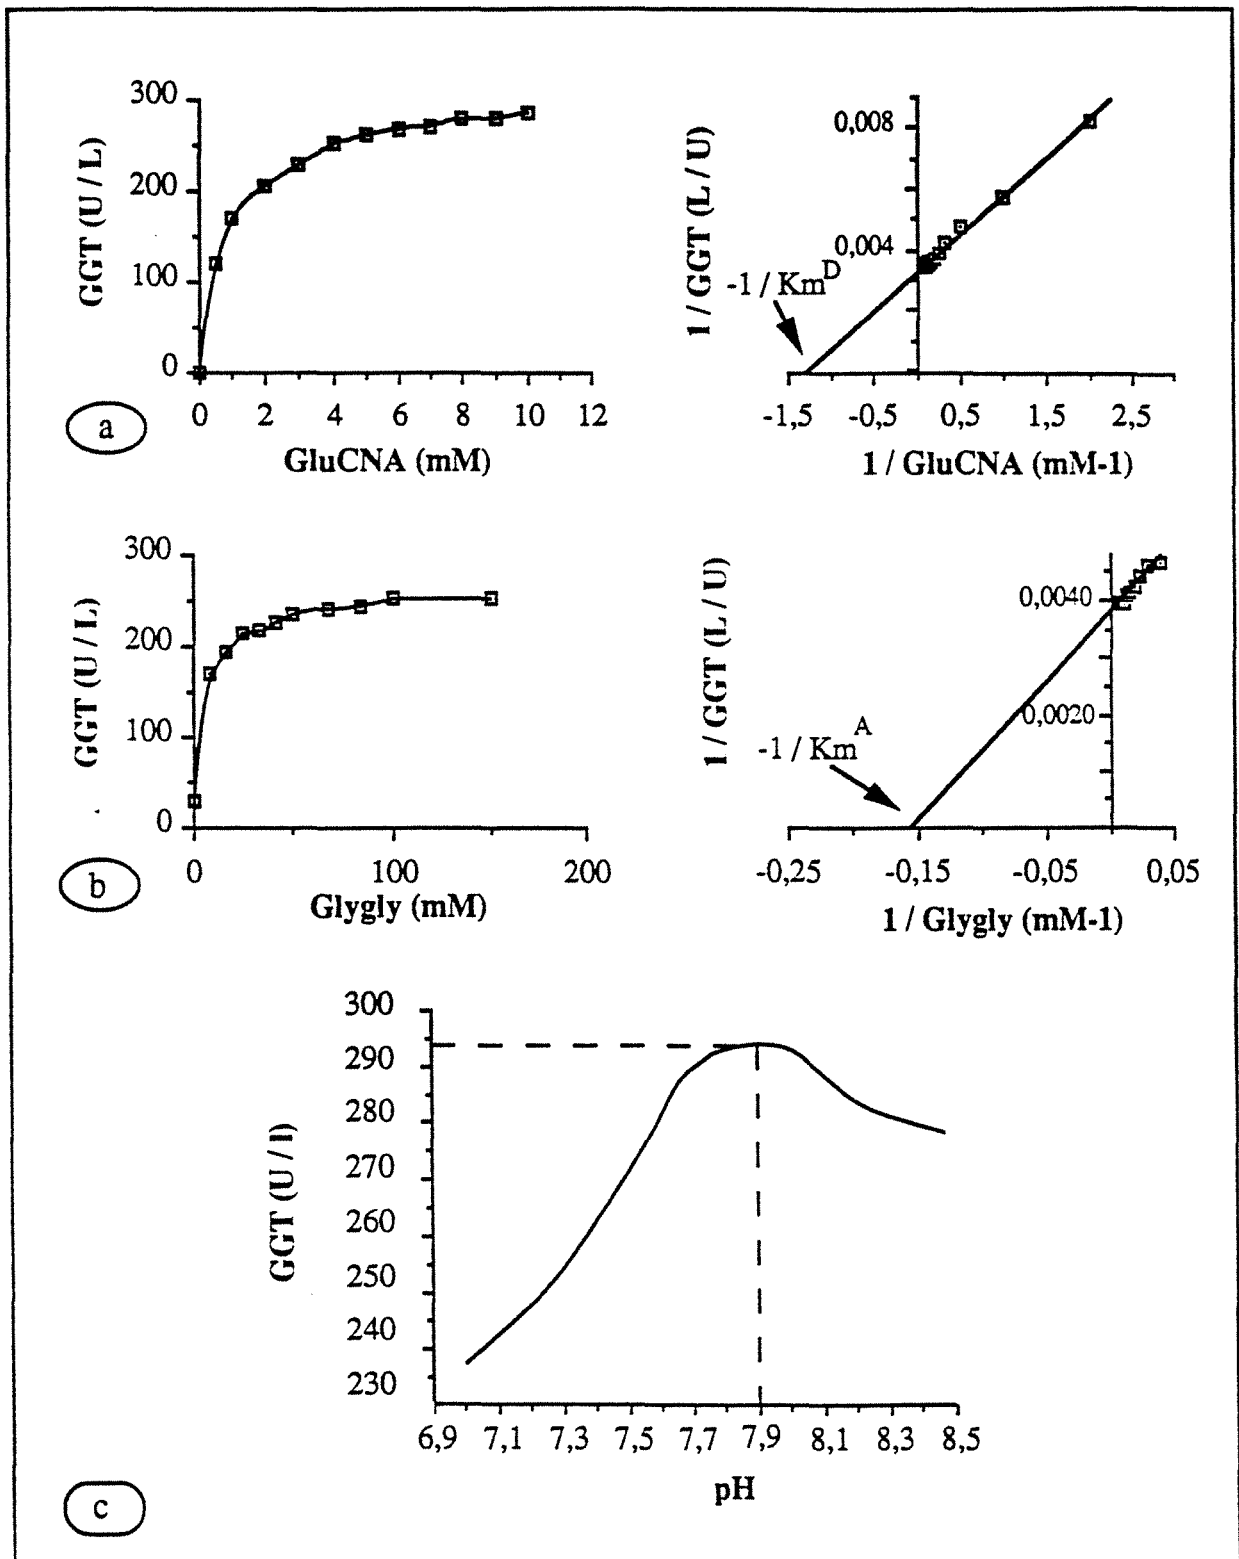 300
200
100
0
GGT (U / L)
0 2 4 6 8 10 12
GluCNA (mM)
a
0,008
0,004
1 / GGT (L / U)
-1 / Km^D
-1,5 -0,5 0,5 1,5 2,5
1 / GluCNA (mM-1)
300
200
100
0
GGT (U / L)
0 100 200
Glygly (mM)
b
0,0040
0,0020
1 / GGT (L / U)
-1 / Km^A
-0,25 -0,15 -0,05 0,05
1 / Glygly (mM-1)
300
290
280
270
260
250
240
230
GGT (U / l)
6,9 7,1 7,3 7,5 7,7 7,9 8,1 8,3 8,5
pH
c